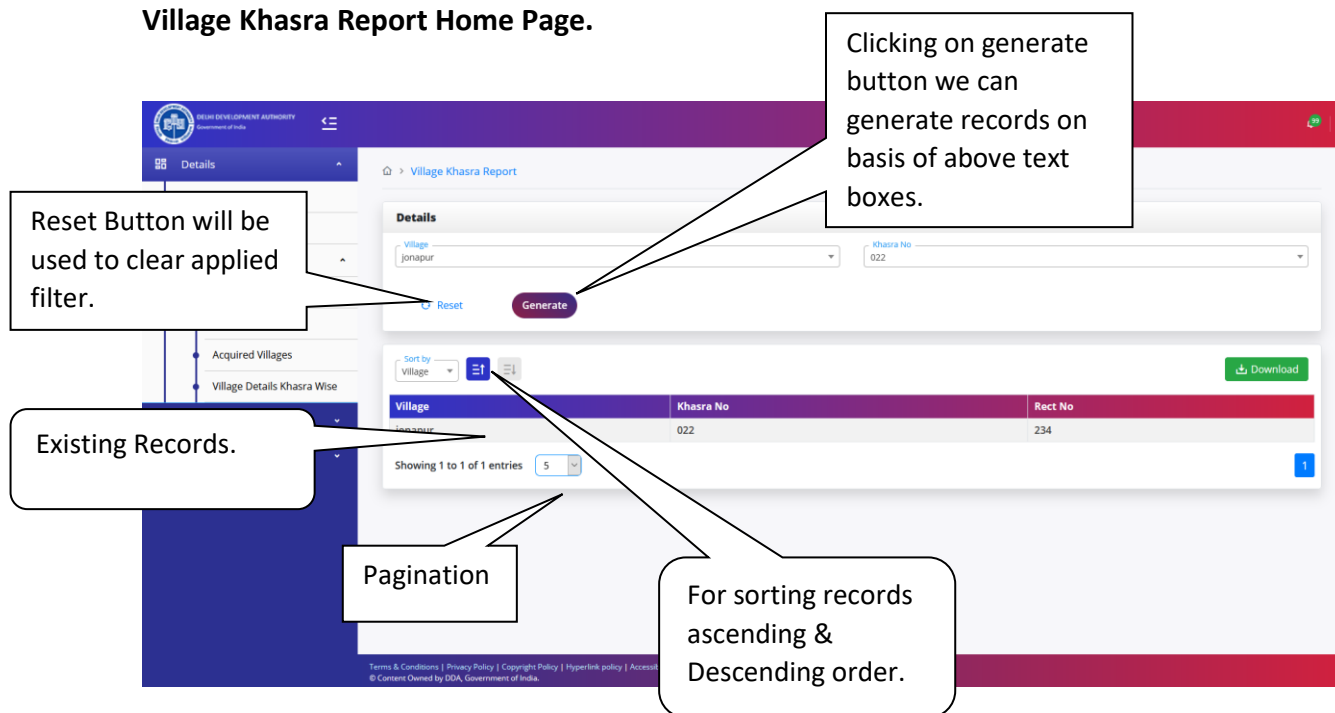 Village Khasra Report Home Page.
Clicking on generate
button we can
generate records on
basis of above text
boxes.
DELHI DEVELOPMENT AUTHORITY
Government of India
99
Details
Village Khasra Report
Reset Button will be
used to clear applied
filter.
Details
Village
jonapur
Khasra No
022
Reset
Generate
Acquired Villages
Village Details Khasra Wise
Sort by
Village
Download
Village Khasra No Rect No
jonapur 022 234
Existing Records.
Showing 1 to 1 of 1 entries 5
1
Pagination
For sorting records
ascending &
Descending order.
Terms & Conditions | Privacy Policy | Copyright Policy | Hyperlink policy |
© Content Owned by DDA, Government of India.